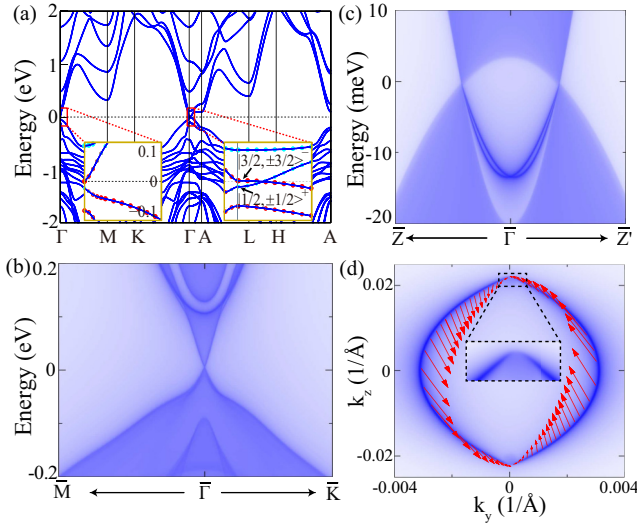 (a)
Energy (eV)
2
1
0
-1
-2
0.1
0
-0.1
|3/2,±3/2>⁻
|1/2,±1/2>⁺
Γ
M
K
Γ
A
L
H
A
(b)
Energy (eV)
0.2
0
-0.2
M̅
Γ̅
K̅
(c)
Energy (meV)
10
0
-10
-20
Z̅
Γ̅
Z̅'
(d)
k_z (1/Å)
0.02
0
-0.02
-0.004
0
0.004
k_y (1/Å)